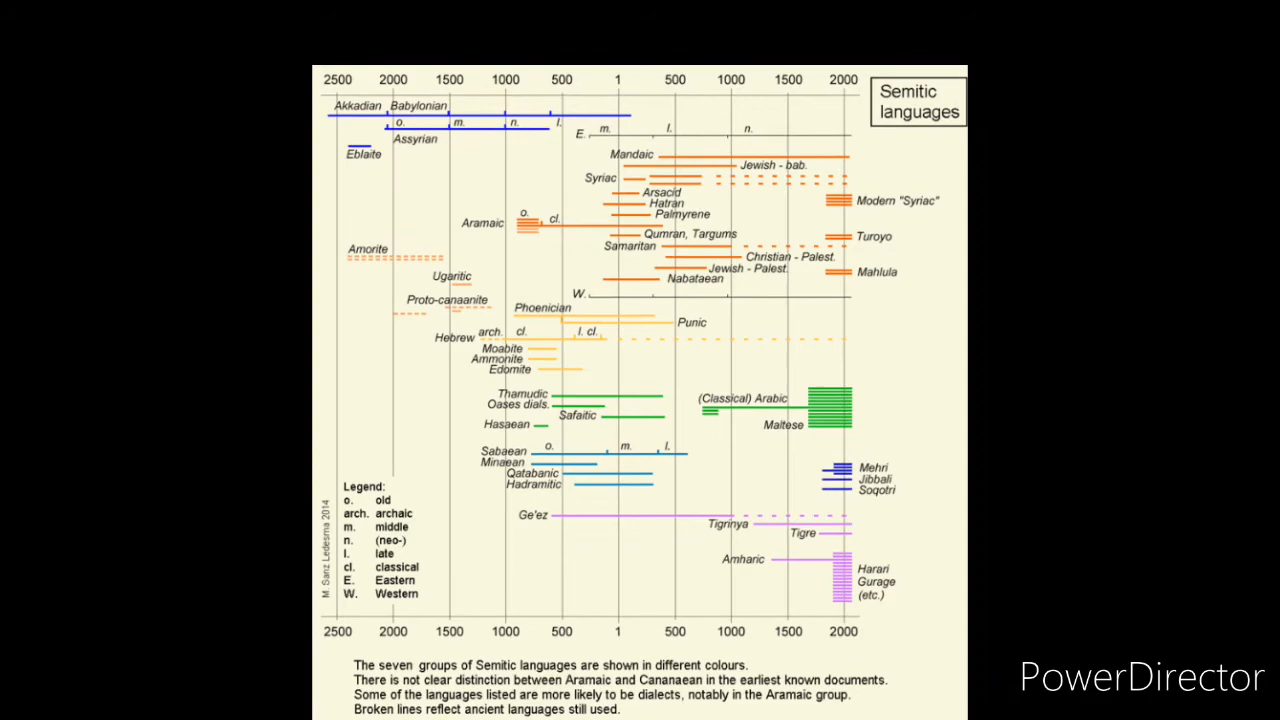 2500 2000 1500 1000 500 1 500 1000 1500 2000
Semitic
languages
Akkadian Babylonian
o. m. n. l.
Assyrian
E. m. l. n.
Eblaite
Mandaic
Jewish - bab.
Syriac
Arsacid
Modern "Syriac"
Hatran
o. Palmyrene
Aramaic cl.
Qumran, Targums
Turoyo
Samaritan
Amorite
Christian - Palest.
Jewish - Palest.
Mahlula
Ugaritic
Nabataean
W.
Proto-canaanite
Phoenician
Punic
Hebrew arch. cl. l. cl.
Moabite
Ammonite
Edomite
Thamudic
(Classical) Arabic
Oases dials.
Safaitic
Hasaean
Maltese
o. m. l.
Sabaean
Minaean
Mehri
Qatabanic
Jibbali
Hadramitic
Soqotri
Legend:
o. old
arch. archaic
m. middle
n. (neo-)
l. late
cl. classical
E. Eastern
W. Western
M. Sanz Ledesma 2014
Ge'ez
Tigrinya
Tigre
Amharic
Harari
Gurage
(etc.)
2500 2000 1500 1000 500 1 500 1000 1500 2000
The seven groups of Semitic languages are shown in different colours.
There is not clear distinction between Aramaic and Cananaean in the earliest known documents.
Some of the languages listed are more likely to be dialects, notably in the Aramaic group.
Broken lines reflect ancient languages still used.
PowerDirector